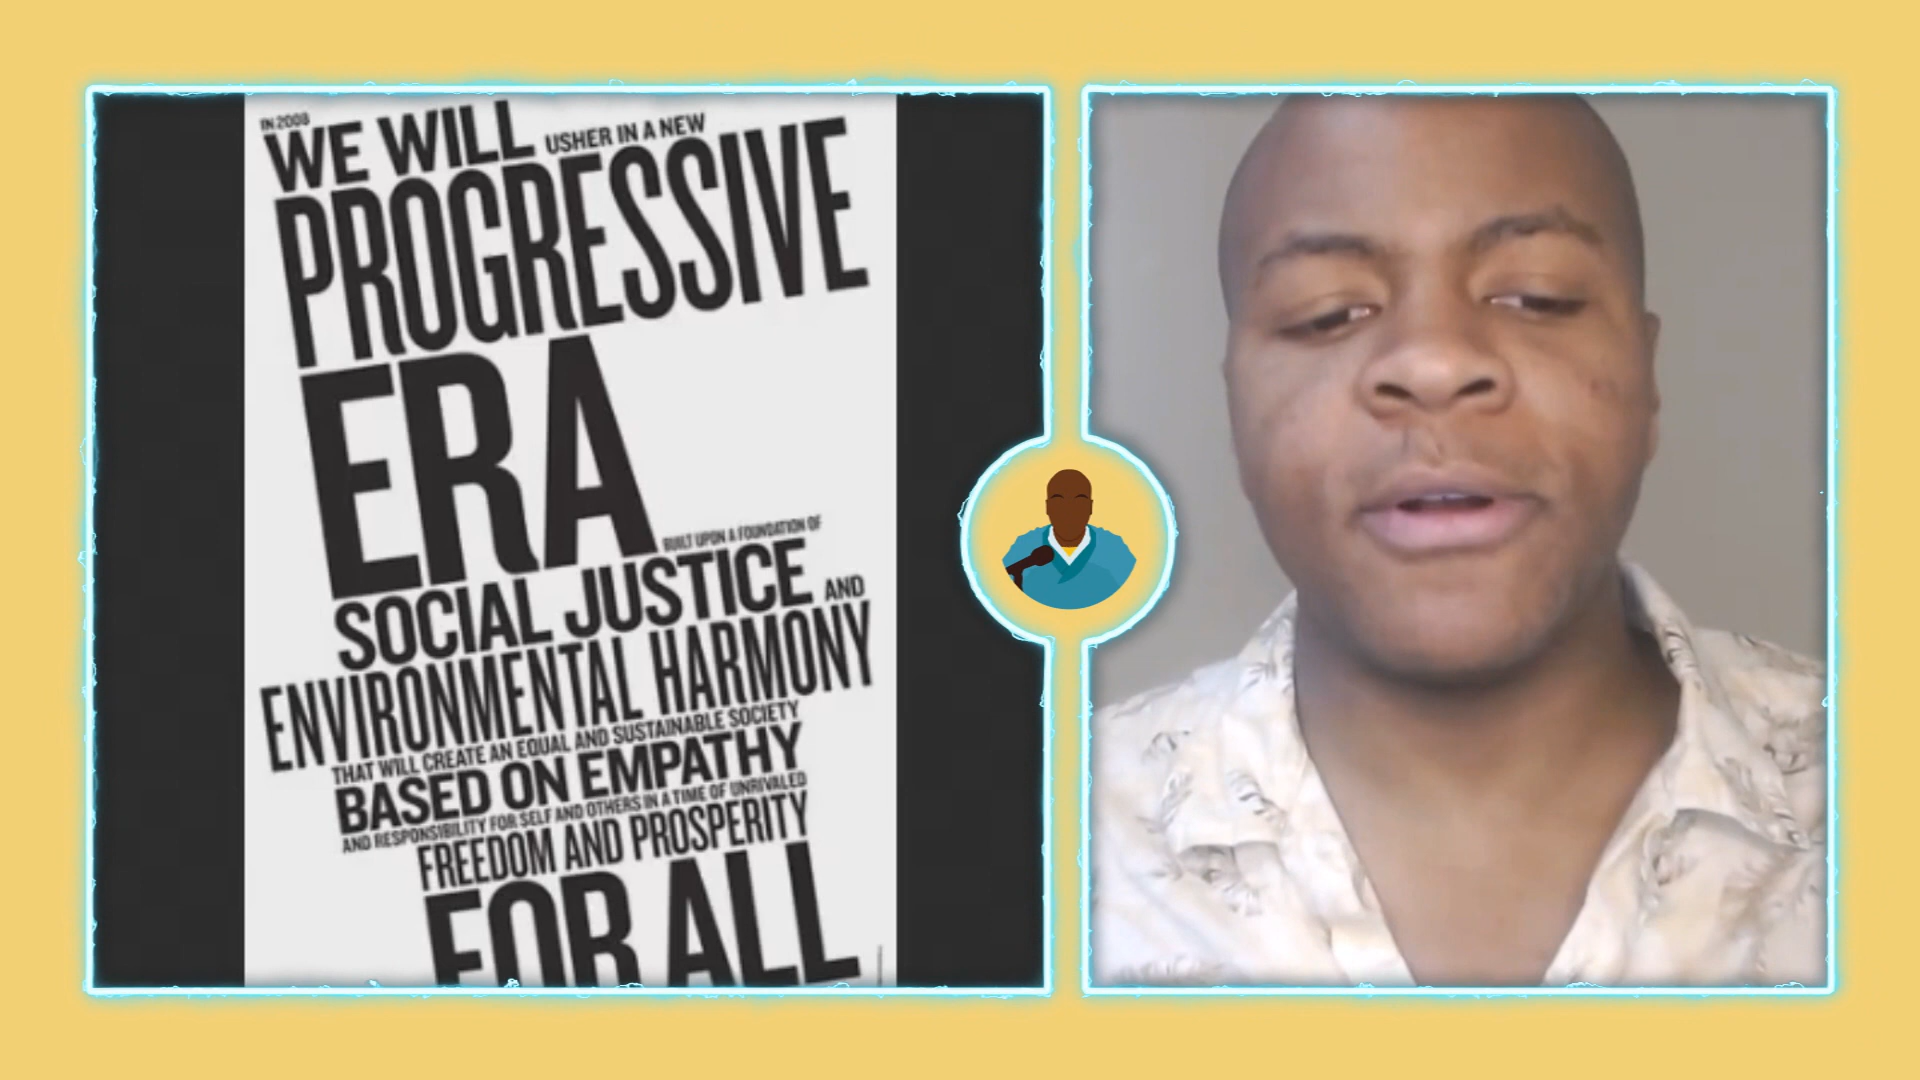 IN 2008
WE WILL USHER IN A NEW
PROGRESSIVE
ERA
BUILT UPON A FOUNDATION OF
SOCIAL JUSTICE AND
ENVIRONMENTAL HARMONY
THAT WILL CREATE AN EQUAL AND SUSTAINABLE SOCIETY
BASED ON EMPATHY
AND RESPONSIBILITY FOR SELF AND OTHERS IN A TIME OF UNRIVALED
FREEDOM AND PROSPERITY
FOR ALL